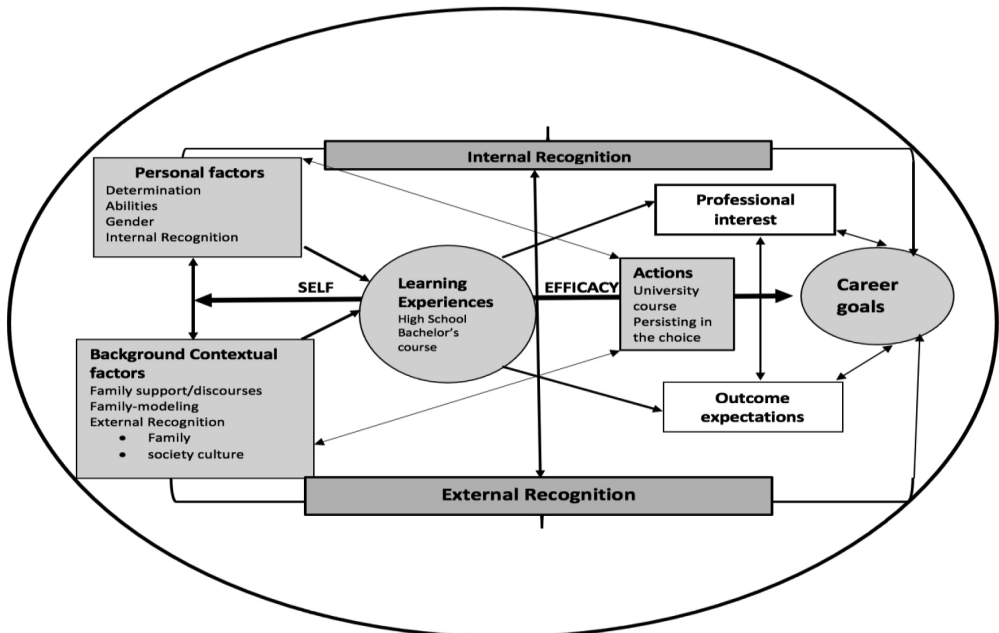 Internal Recognition
Personal factors
Determination
Abilities
Gender
Internal Recognition
Professional
interest
SELF
Learning
Experiences
High School
Bachelor's
course
EFFICACY
Actions
University
course
Persisting in
the choice
Career
goals
Background Contextual
factors
Family support/discourses
Family-modeling
External Recognition
• Family
• society culture
Outcome
expectations
External Recognition